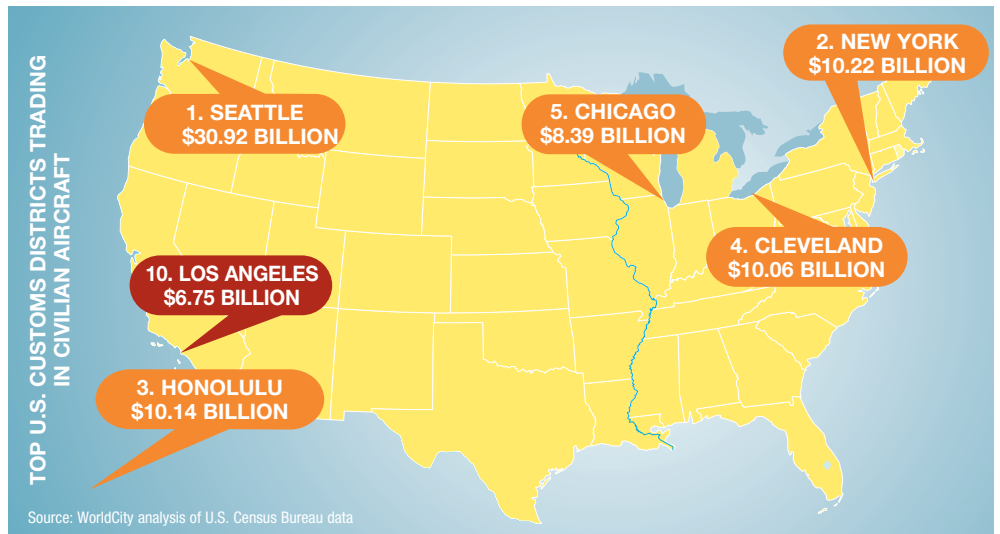 TOP U.S. CUSTOMS DISTRICTS TRADING
IN CIVILIAN AIRCRAFT
1. SEATTLE
$30.92 BILLION
2. NEW YORK
$10.22 BILLION
3. HONOLULU
$10.14 BILLION
4. CLEVELAND
$10.06 BILLION
5. CHICAGO
$8.39 BILLION
10. LOS ANGELES
$6.75 BILLION
Source: WorldCity analysis of U.S. Census Bureau data